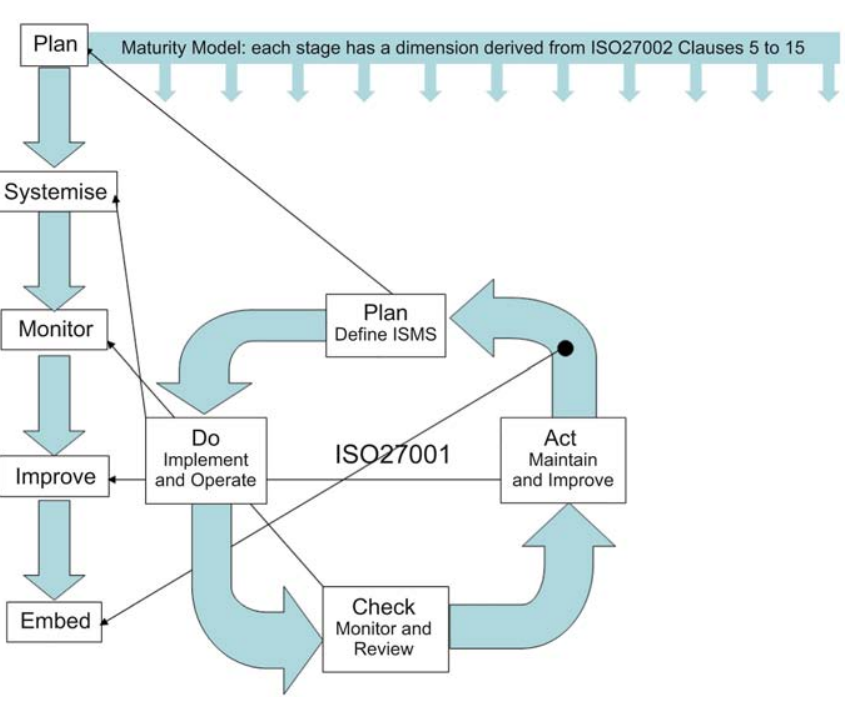 Plan
Maturity Model: each stage has a dimension derived from ISO27002 Clauses 5 to 15
Systemise
Monitor
Improve
Embed
Plan
Define ISMS
Do
Implement
and Operate
ISO27001
Act
Maintain
and Improve
Check
Monitor and
Review